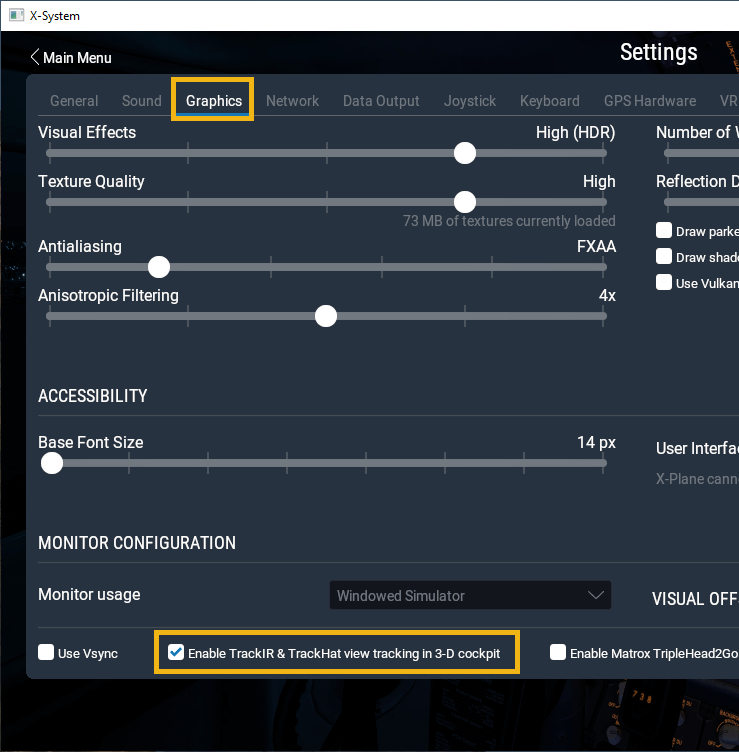 X-System
Main Menu
Settings
General Sound Graphics Network Data Output Joystick Keyboard GPS Hardware VR
Visual Effects High (HDR) Number of
Texture Quality High Reflection D
73 MB of textures currently loaded
Draw parke
Antialiasing FXAA Draw shad
Use Vulkan
Anisotropic Filtering 4x
ACCESSIBILITY
Base Font Size 14 px User Interfa
X-Plane cann
MONITOR CONFIGURATION
Monitor usage Windowed Simulator VISUAL OFF
Use Vsync Enable TrackIR & TrackHat view tracking in 3-D cockpit Enable Matrox TripleHead2Go